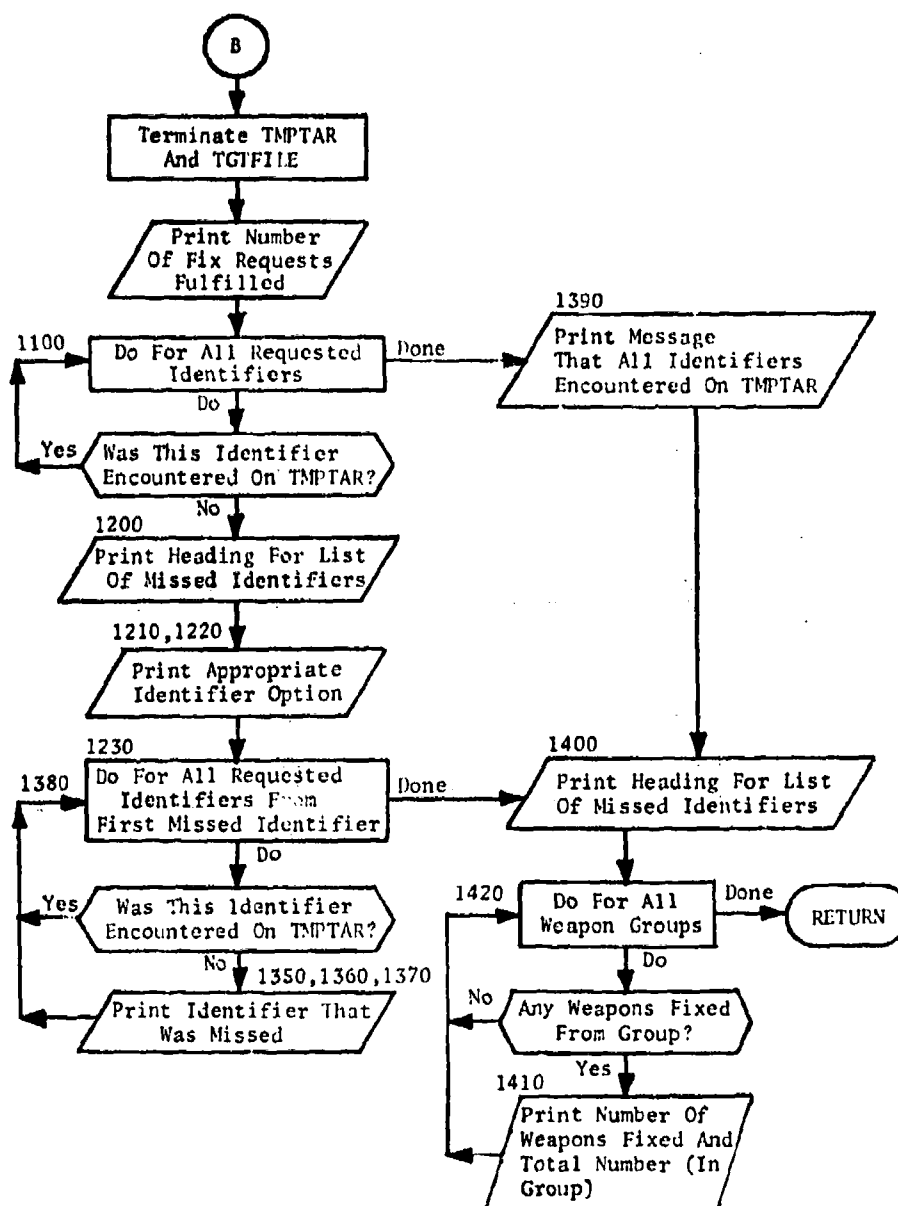 B
Terminate TMPTAR
And TGTFILE
Print Number
Of Fix Requests
Fulfilled
1100
Do For All Requested
Identifiers
Done
Do
Yes
Was This Identifier
Encountered On TMPTAR?
No
1200
Print Heading For List
Of Missed Identifiers
1210,1220
Print Appropriate
Identifier Option
1230
1380
Do For All Requested
Identifiers From
First Missed Identifier
Done
Do
Yes
Was This Identifier
Encountered On TMPTAR?
No
1350,1360,1370
Print Identifier That
Was Missed
1390
Print Message
That All Identifiers
Encountered On TMPTAR
1400
Print Heading For List
Of Missed Identifiers
1420
Do For All
Weapon Groups
Done
RETURN
Do
No
Any Weapons Fixed
From Group?
Yes
1410
Print Number Of
Weapons Fixed And
Total Number (In
Group)